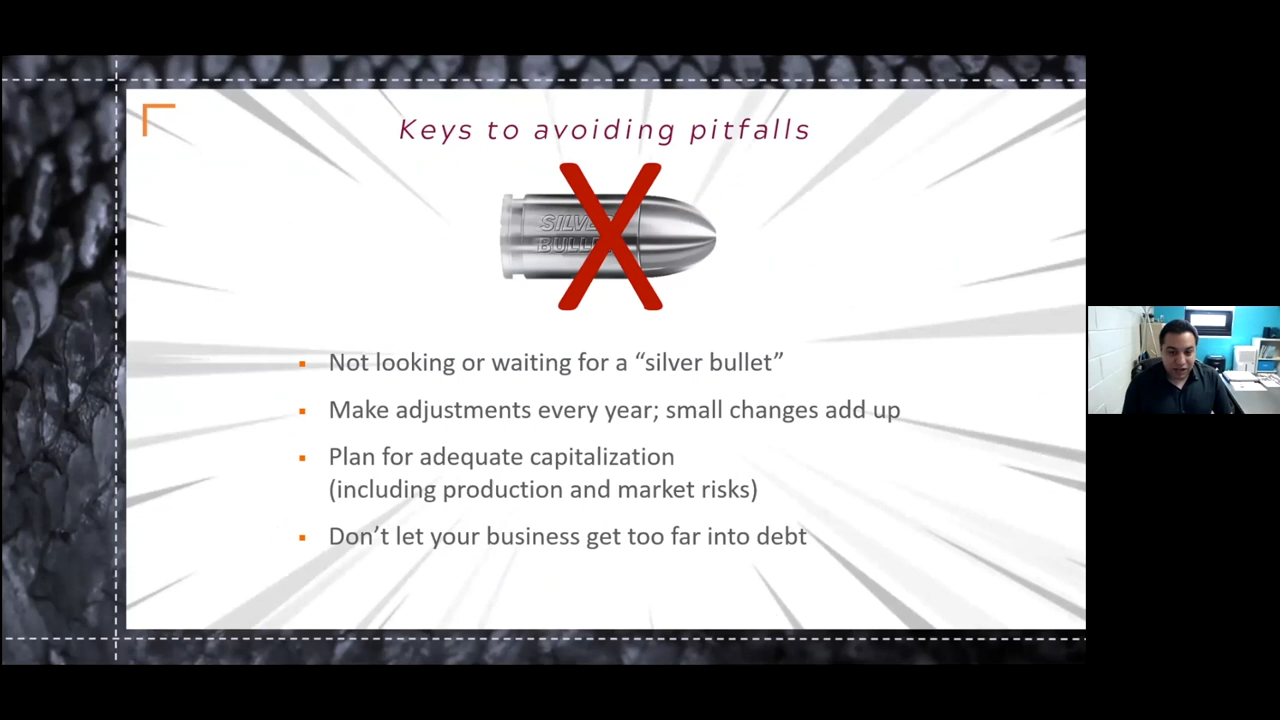 Keys to avoiding pitfalls
SILVER
Not looking or waiting for a “silver bullet”
Make adjustments every year; small changes add up
Plan for adequate capitalization
(including production and market risks)
Don’t let your business get too far into debt